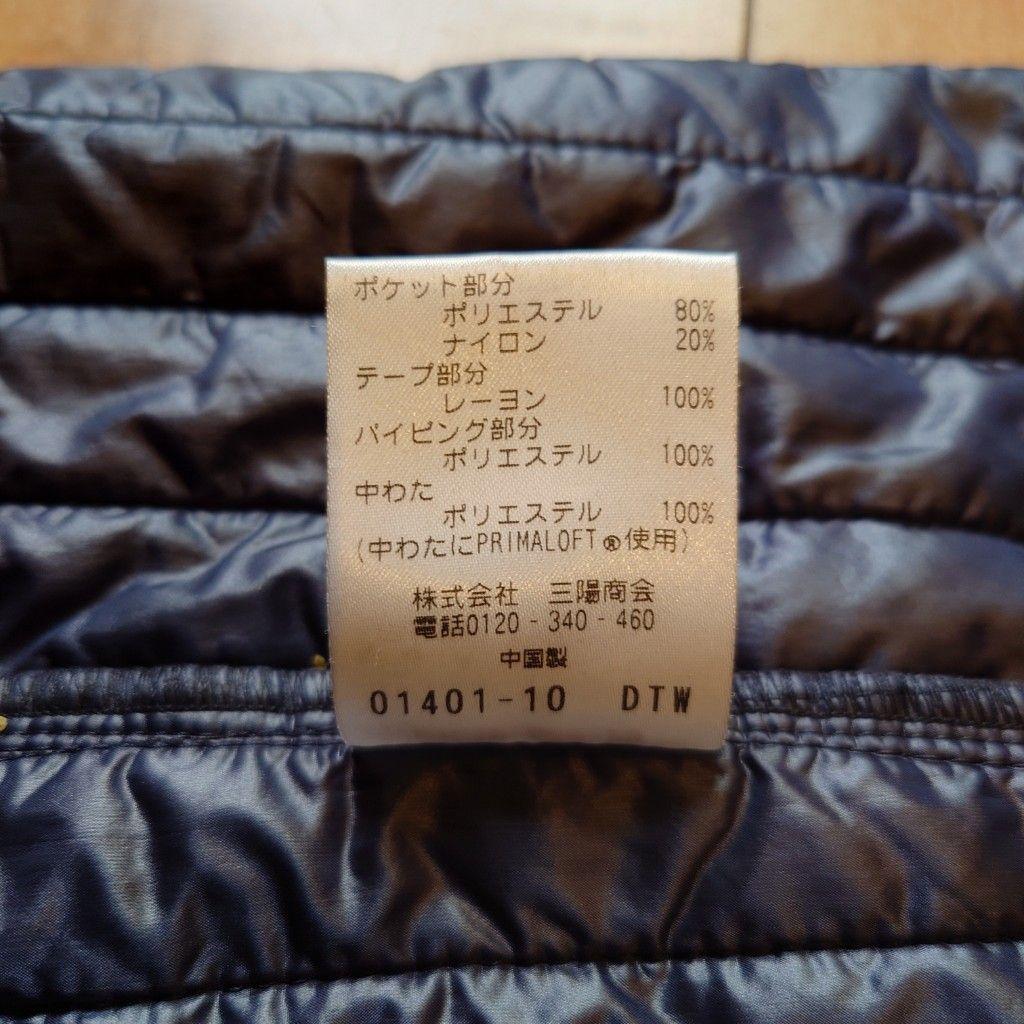 ポケット部分
ポリエステル 80%
ナイロン 20%
テープ部分
レーヨン 100%
パイピング部分
ポリエステル 100%
中わた
ポリエステル 100%
(中わたにPRIMALOFT®使用)
株式会社 三陽商会
電話0120-340-460
中国製
01401-10 DTW